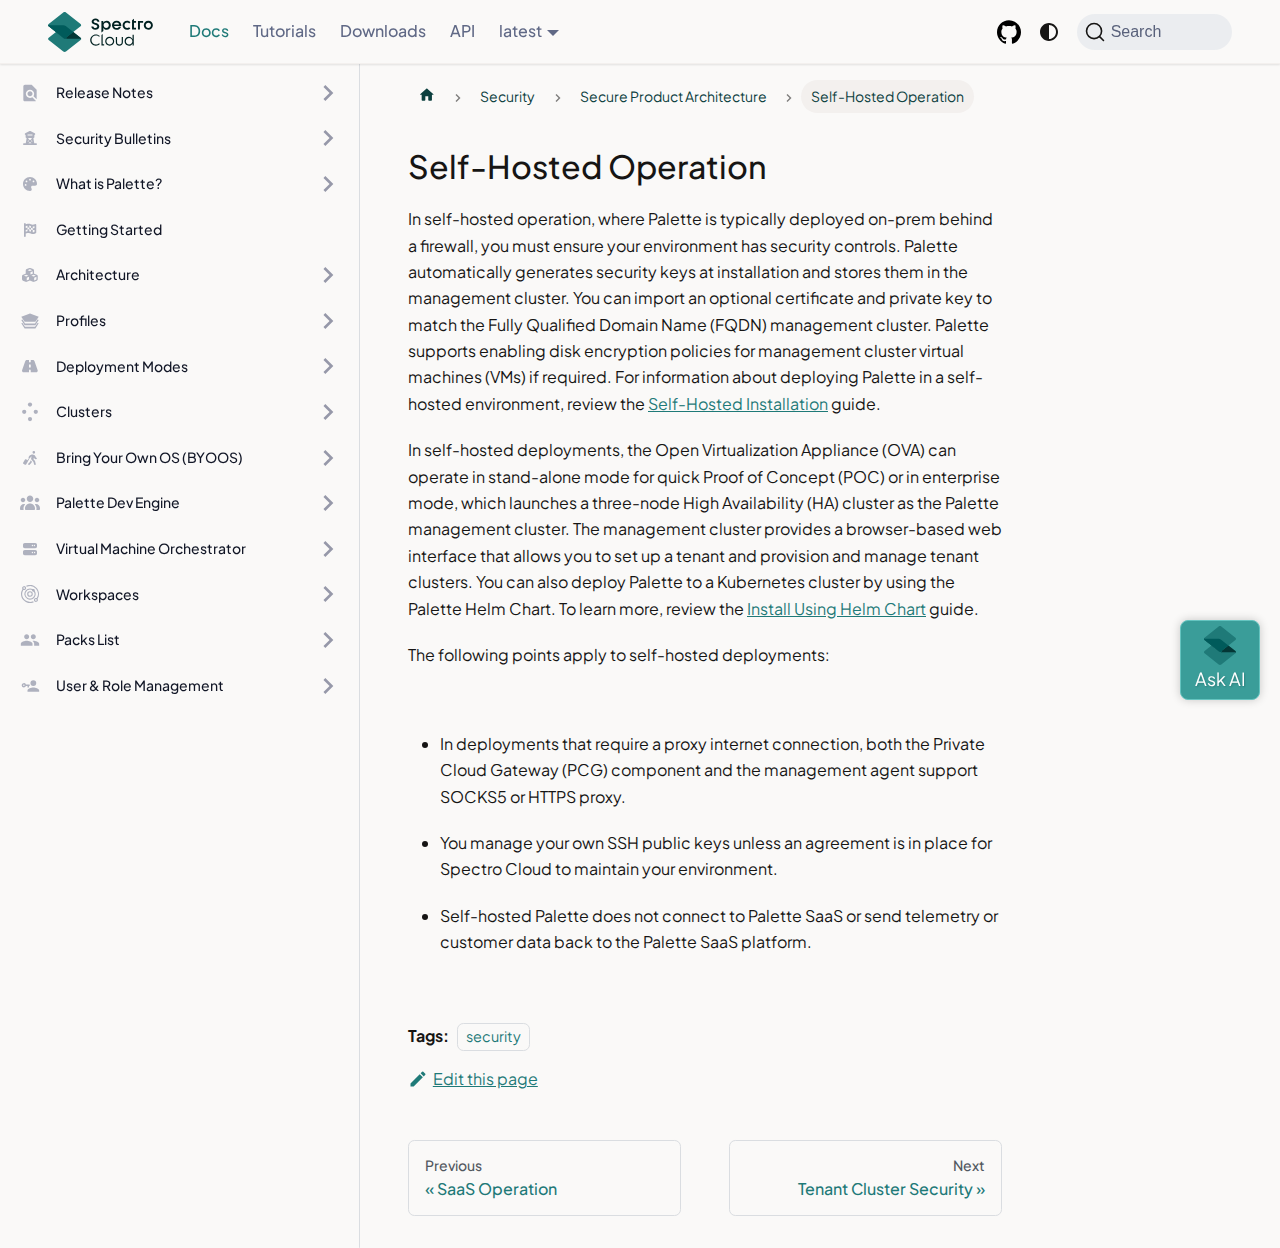 Spectro
Cloud
Docs
Tutorials
Downloads
API
latest
Search
Release Notes
Security Bulletins
What is Palette?
Getting Started
Architecture
Profiles
Deployment Modes
Clusters
Bring Your Own OS (BYOOS)
Palette Dev Engine
Virtual Machine Orchestrator
Workspaces
Packs List
User & Role Management
Security
Secure Product Architecture
Self-Hosted Operation
Self-Hosted Operation
In self-hosted operation, where Palette is typically deployed on-prem behind
a firewall, you must ensure your environment has security controls. Palette
automatically generates security keys at installation and stores them in the
management cluster. You can import an optional certificate and private key to
match the Fully Qualified Domain Name (FQDN) management cluster. Palette
supports enabling disk encryption policies for management cluster virtual
machines (VMs) if required. For information about deploying Palette in a self-
hosted environment, review the Self-Hosted Installation guide.
In self-hosted deployments, the Open Virtualization Appliance (OVA) can
operate in stand-alone mode for quick Proof of Concept (POC) or in enterprise
mode, which launches a three-node High Availability (HA) cluster as the Palette
management cluster. The management cluster provides a browser-based web
interface that allows you to set up a tenant and provision and manage tenant
clusters. You can also deploy Palette to a Kubernetes cluster by using the
Palette Helm Chart. To learn more, review the Install Using Helm Chart guide.
The following points apply to self-hosted deployments:
In deployments that require a proxy internet connection, both the Private
Cloud Gateway (PCG) component and the management agent support
SOCKS5 or HTTPS proxy.
You manage your own SSH public keys unless an agreement is in place for
Spectro Cloud to maintain your environment.
Self-hosted Palette does not connect to Palette SaaS or send telemetry or
customer data back to the Palette SaaS platform.
Tags: security
Edit this page
Previous
« SaaS Operation
Next
Tenant Cluster Security »
Ask AI